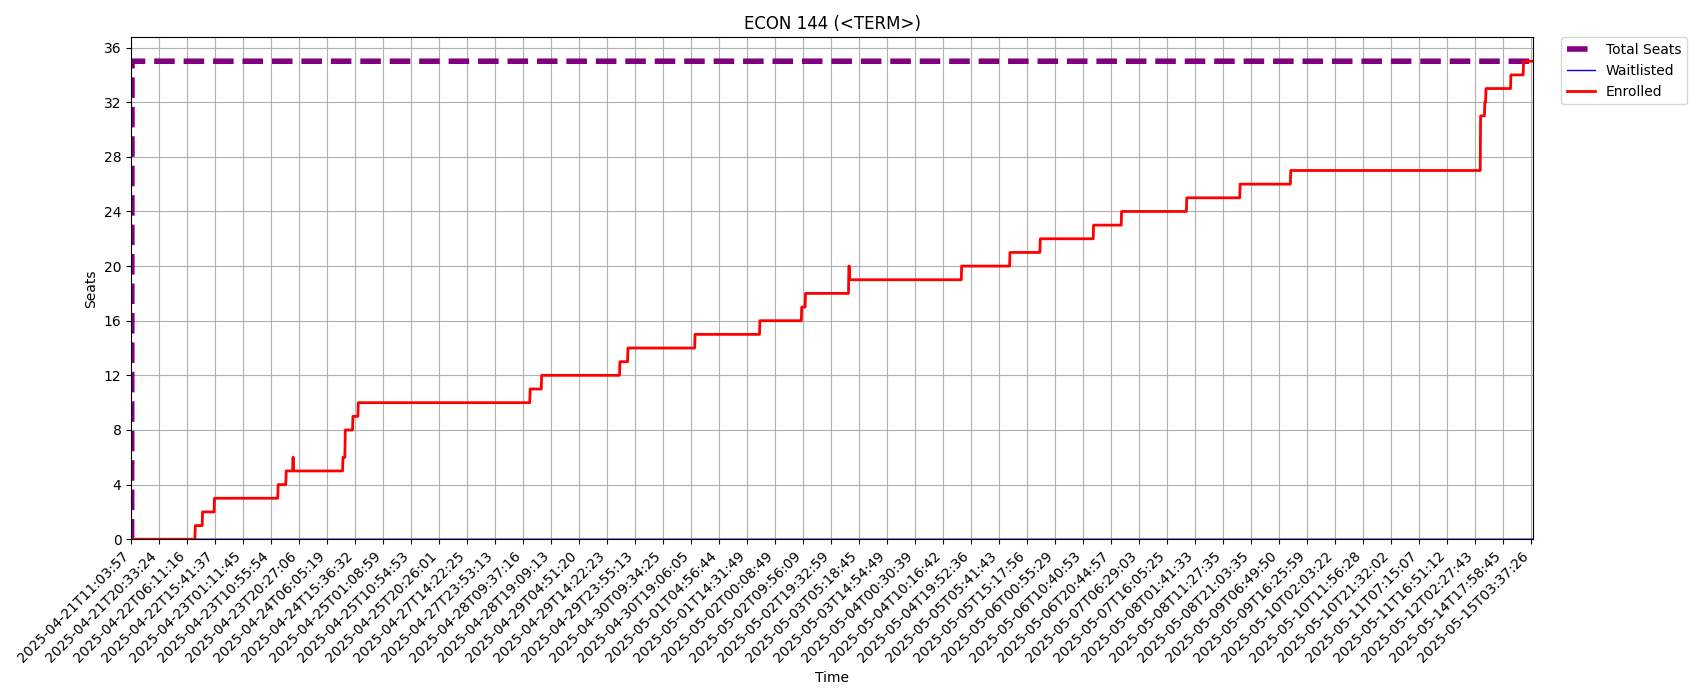 ECON 144 (<TERM>)
Total Seats
Waitlisted
Enrolled
Seats
36
32
28
24
20
16
12
8
4
0
2025-04-21T11:03:57
2025-04-21T20:33:24
2025-04-22T06:11:16
2025-04-22T15:41:37
2025-04-23T01:11:45
2025-04-23T10:55:54
2025-04-23T20:27:06
2025-04-24T06:05:19
2025-04-24T15:36:32
2025-04-25T01:08:59
2025-04-25T10:54:53
2025-04-25T20:26:01
2025-04-27T14:22:25
2025-04-27T23:53:13
2025-04-28T09:37:16
2025-04-28T19:09:13
2025-04-29T04:51:20
2025-04-29T14:22:23
2025-04-29T23:55:13
2025-04-30T09:34:25
2025-04-30T19:06:05
2025-05-01T04:56:44
2025-05-01T14:31:49
2025-05-02T00:08:49
2025-05-02T09:56:09
2025-05-02T19:32:59
2025-05-03T05:18:45
2025-05-03T14:54:49
2025-05-04T00:30:39
2025-05-04T10:16:42
2025-05-04T19:52:36
2025-05-05T05:41:43
2025-05-05T15:17:56
2025-05-06T00:55:29
2025-05-06T10:40:53
2025-05-06T20:44:57
2025-05-07T06:29:03
2025-05-07T16:05:25
2025-05-08T01:41:33
2025-05-08T11:27:35
2025-05-08T21:03:35
2025-05-09T06:49:50
2025-05-09T16:25:59
2025-05-10T02:03:22
2025-05-10T11:56:28
2025-05-10T21:32:02
2025-05-11T07:15:07
2025-05-11T16:51:12
2025-05-12T02:27:43
2025-05-14T17:58:45
2025-05-15T03:37:26
Time